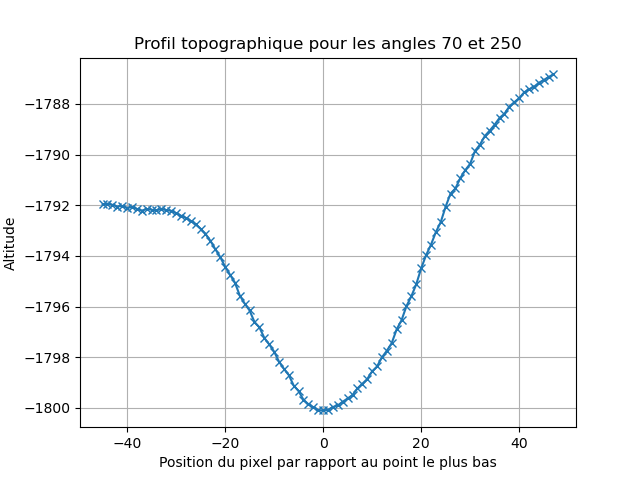 Profil topographique pour les angles 70 et 250
−1788
−1790
−1792
−1794
−1796
−1798
−1800
Altitude
−40 −20 0 20 40
Position du pixel par rapport au point le plus bas